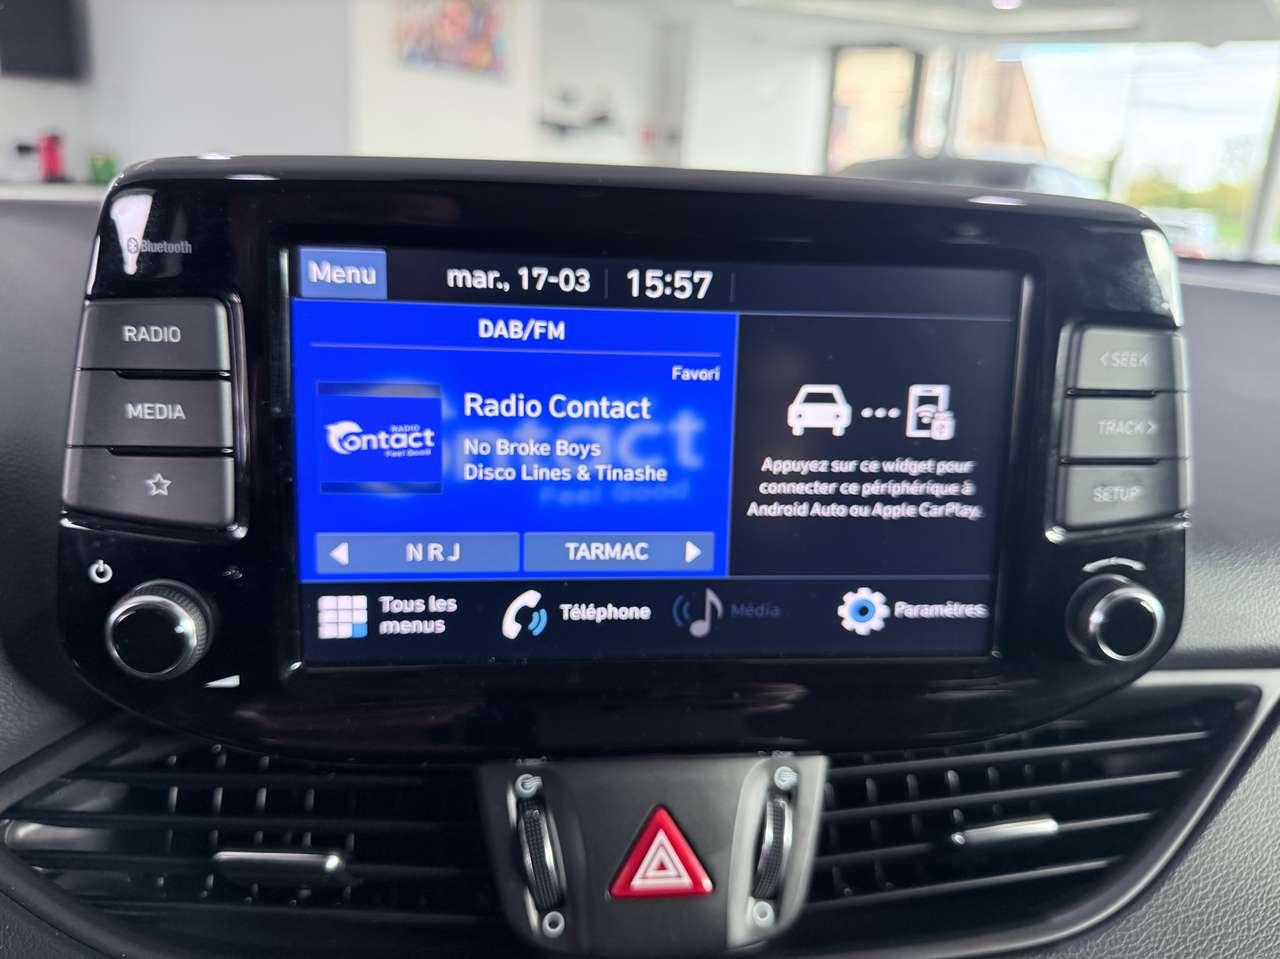 Bluetooth
RADIO
MEDIA
Menu
mar., 17-03
15:57
DAB/FM
Favori
RADIO
Contact
Feel Good
Radio Contact
No Broke Boys
Disco Lines & Tinashe
N R J
TARMAC
Appuyez sur ce widget pour
connecter ce périphérique à
Android Auto ou Apple CarPlay.
Tous les
menus
Téléphone
Média
Paramètres
< SEEK
TRACK >
SETUP